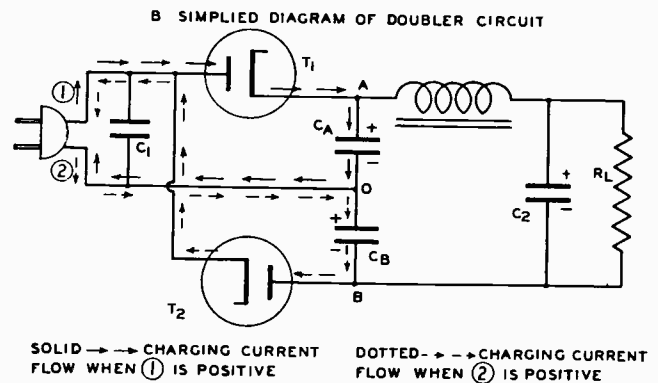 B SIMPLIED DIAGRAM OF DOUBLER CIRCUIT
T1
A
1
C1
CA
+
-
2
O
+
-
CB
+
-
C2
RL
T2
B
SOLID → → CHARGING CURRENT
FLOW WHEN 1 IS POSITIVE
DOTTED - → - → CHARGING CURRENT
FLOW WHEN 2 IS POSITIVE